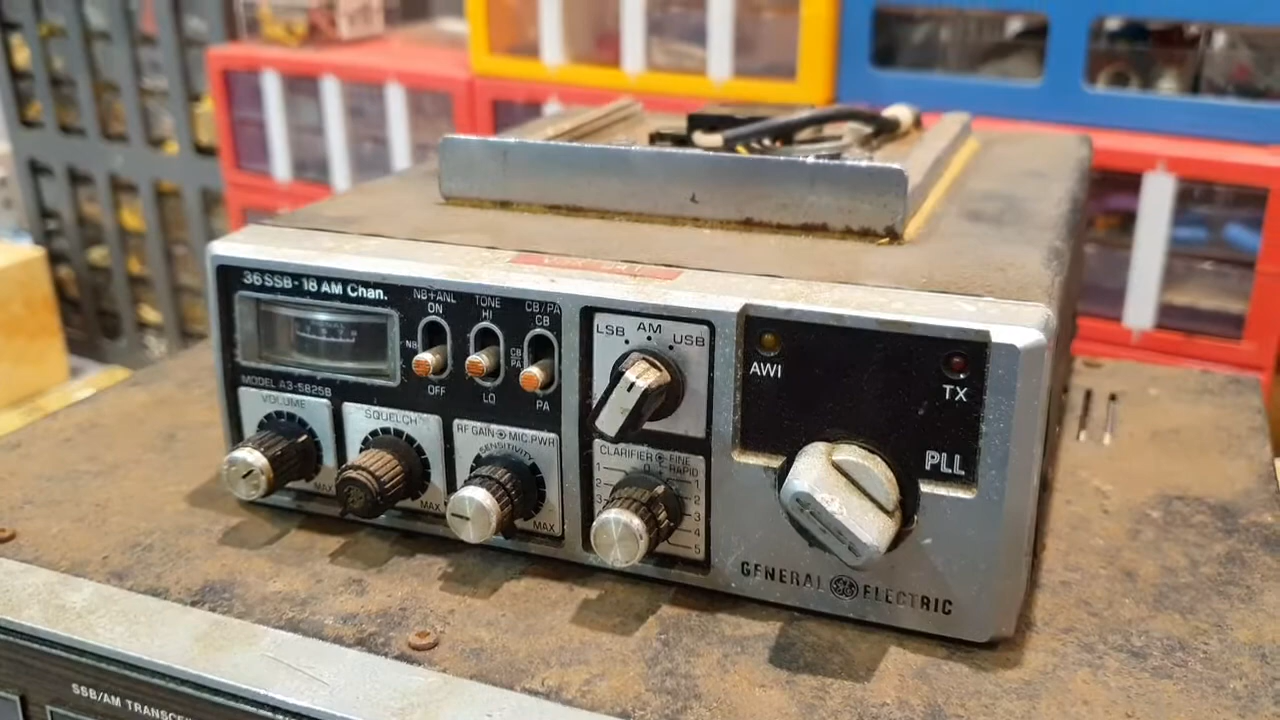 36 SSB - 18 AM Chan.
SIGNAL
NB+ANL
ON
NB
OFF
TONE
HI
LO
CB/PA
CB
CB
PA
PA
MODEL A3-5825B
VOLUME
MAX
SQUELCH
MAX
RF GAIN MIC PWR
SENSITIVITY
MAX
LSB AM USB
CLARIFIER FINE
RAPID
0
1 1
2 2
3 3
4
5
AWI
TX
PLL
GENERAL GE ELECTRIC
SSB/AM